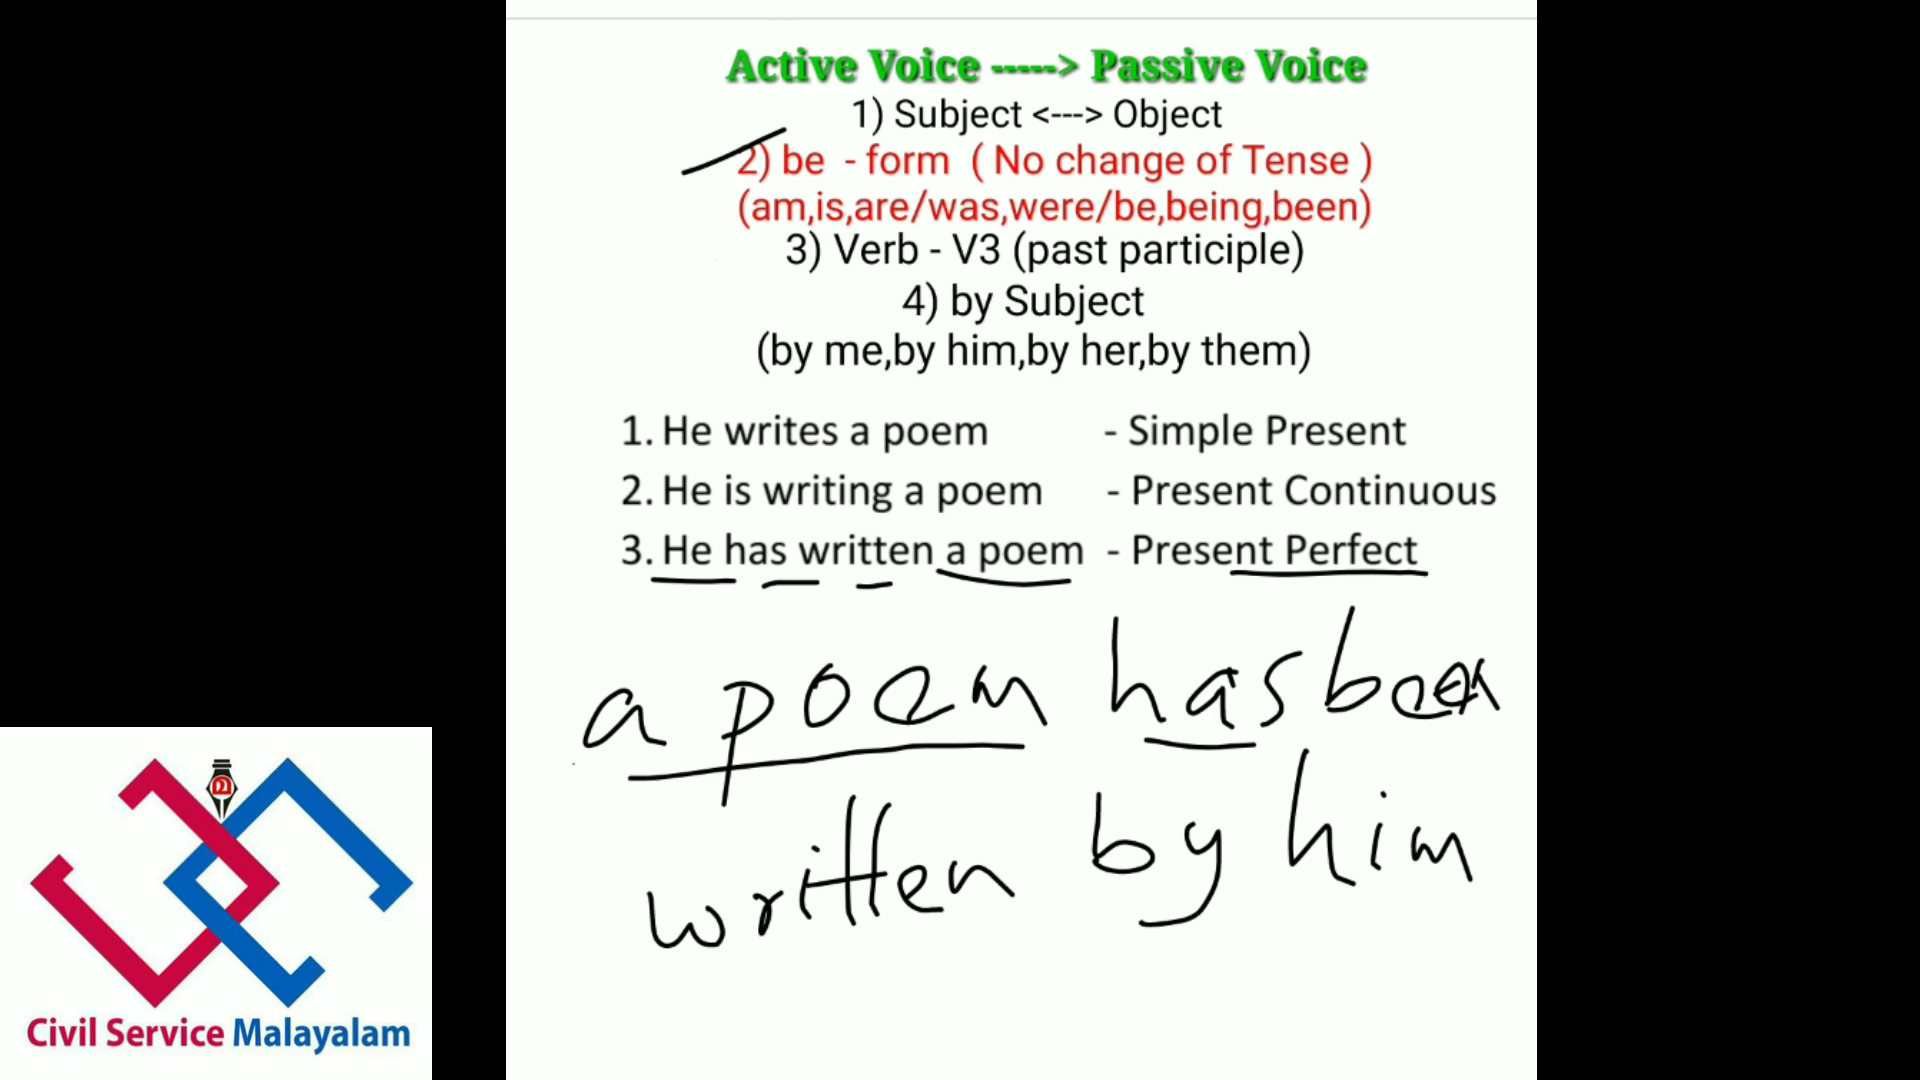 Active Voice -----> Passive Voice
1) Subject <---> Object
2) be - form ( No change of Tense )
(am,is,are/was,were/be,being,been)
3) Verb - V3 (past participle)
4) by Subject
(by me,by him,by her,by them)
1. He writes a poem - Simple Present
2. He is writing a poem - Present Continuous
3. He has written a poem - Present Perfect
a poem has been
written by him
മ
Civil Service Malayalam